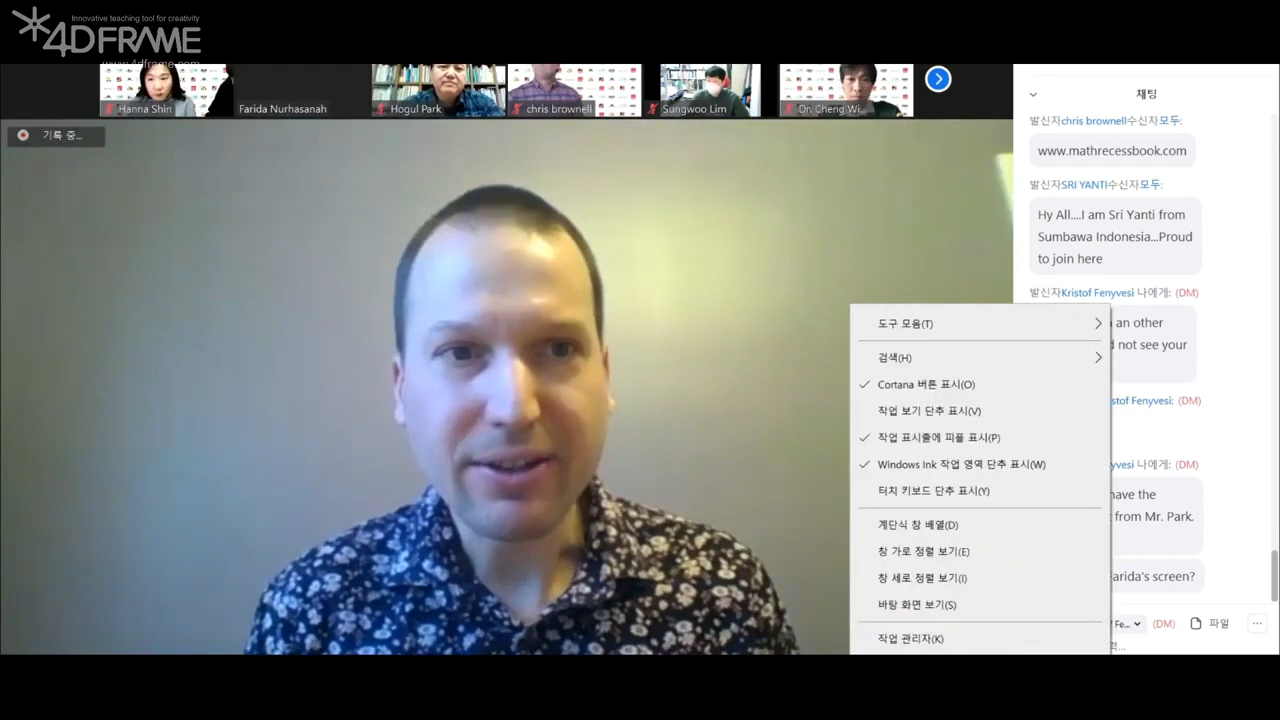 Innovative teaching tool for creativity
4DFRAME
www.4dframe.com
Hanna Shin
Farida Nurhasanah
Hogul Park
chris brownell
Sungwoo Lim
Dr. Cheng Wi...
채팅
기록 중...
발신자chris brownell수신자모두:
www.mathrecessbook.com
발신자SRI YANTI수신자모두:
Hy All....I am Sri Yanti from
Sumbawa Indonesia...Proud
to join here
발신자Kristof Fenyvesi 나에게: (DM)
an other
not see your
stof Fenyvesi: (DM)
yvesi 나에게: (DM)
have the
from Mr. Park.
Farida's screen?
Fe... (DM) 파일 ...
도구 모음(T)
검색(H)
Cortana 버튼 표시(O)
작업 보기 단추 표시(V)
작업 표시줄에 피플 표시(P)
Windows Ink 작업 영역 단추 표시(W)
터치 키보드 단추 표시(Y)
계단식 창 배열(D)
창 가로 정렬 보기(E)
창 세로 정렬 보기(I)
바탕 화면 보기(S)
작업 관리자(K)